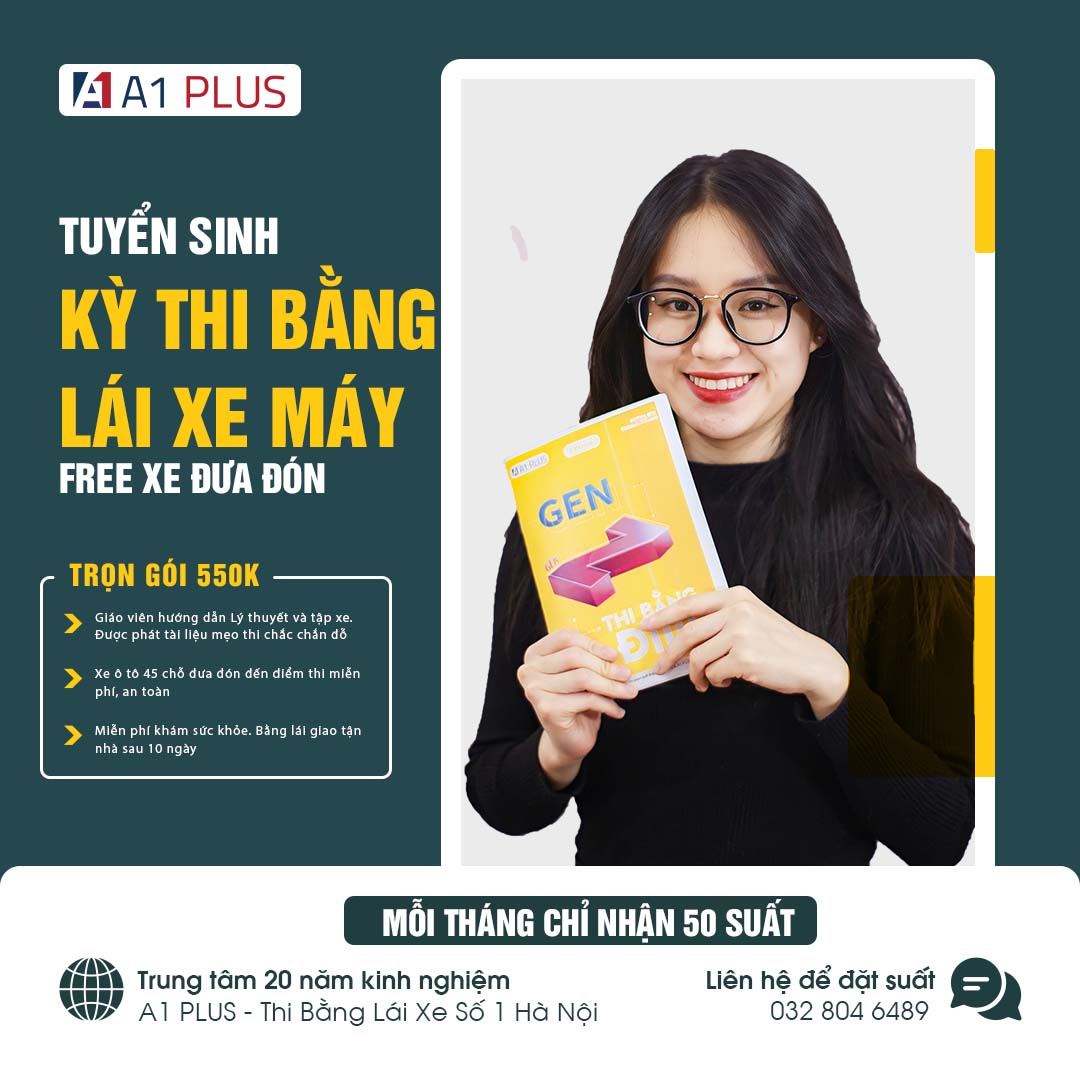 A1 PLUS
TUYỂN SINH
KỲ THI BẰNG
LÁI XE MÁY
FREE XE ĐƯA ĐÓN
TRỌN GÓI 550K
Giáo viên hướng dẫn Lý thuyết và tập xe.
Được phát tài liệu mẹo thi chắc chắn đỗ
Xe ô tô 45 chỗ đưa đón đến điểm thi miễn
phí, an toàn
Miễn phí khám sức khỏe. Bằng lái giao tận
nhà sau 10 ngày
A1 PLUS
GEN
GEN
THI BẰNG
MỖI THÁNG CHỈ NHẬN 50 SUẤT
Trung tâm 20 năm kinh nghiệm
A1 PLUS - Thi Bằng Lái Xe Số 1 Hà Nội
Liên hệ để đặt suất
032 804 6489